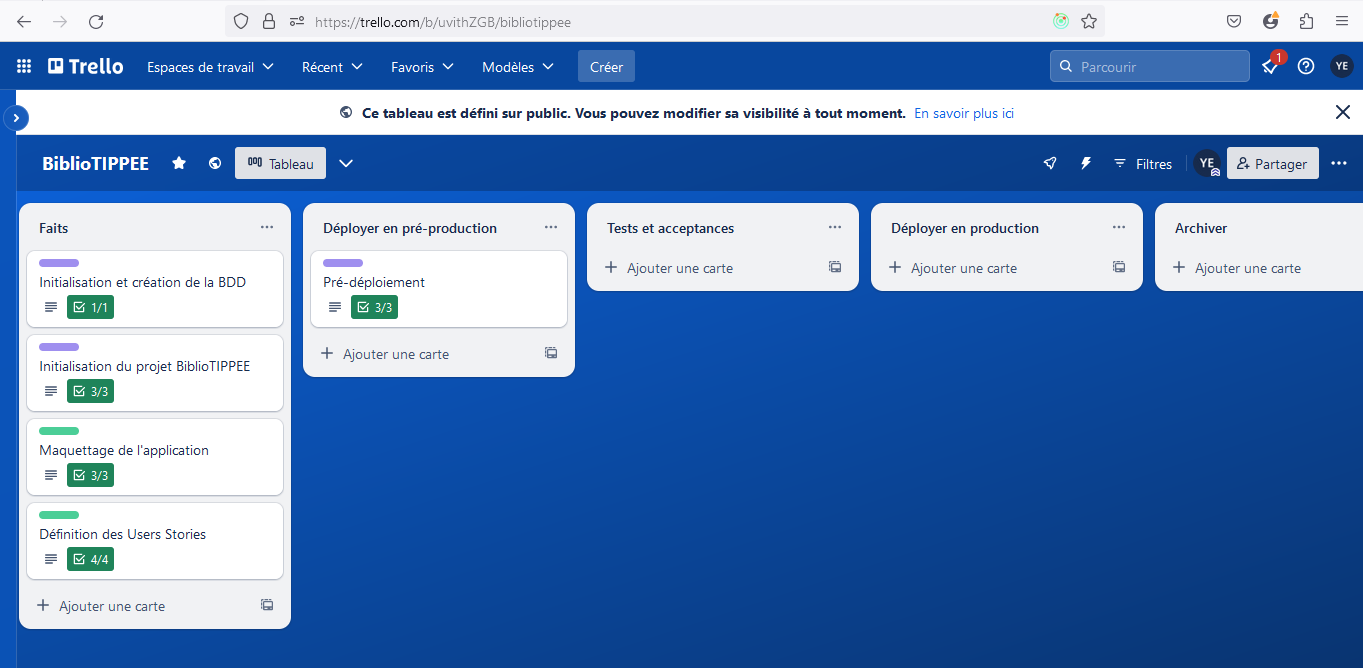 https://trello.com/b/uvithZGB/bibliotippee
Trello Espaces de travail Récent Favoris Modèles Créer Parcourir 1 YE
Ce tableau est défini sur public. Vous pouvez modifier sa visibilité à tout moment. En savoir plus ici
BiblioTIPPEE Tableau Filtres YE Partager
Faits
Initialisation et création de la BDD
1/1
Initialisation du projet BiblioTIPPEE
3/3
Maquettage de l'application
3/3
Définition des Users Stories
4/4
Ajouter une carte
Déployer en pré-production
Pré-déploiement
3/3
Ajouter une carte
Tests et acceptances
Ajouter une carte
Déployer en production
Ajouter une carte
Archiver
Ajouter une carte